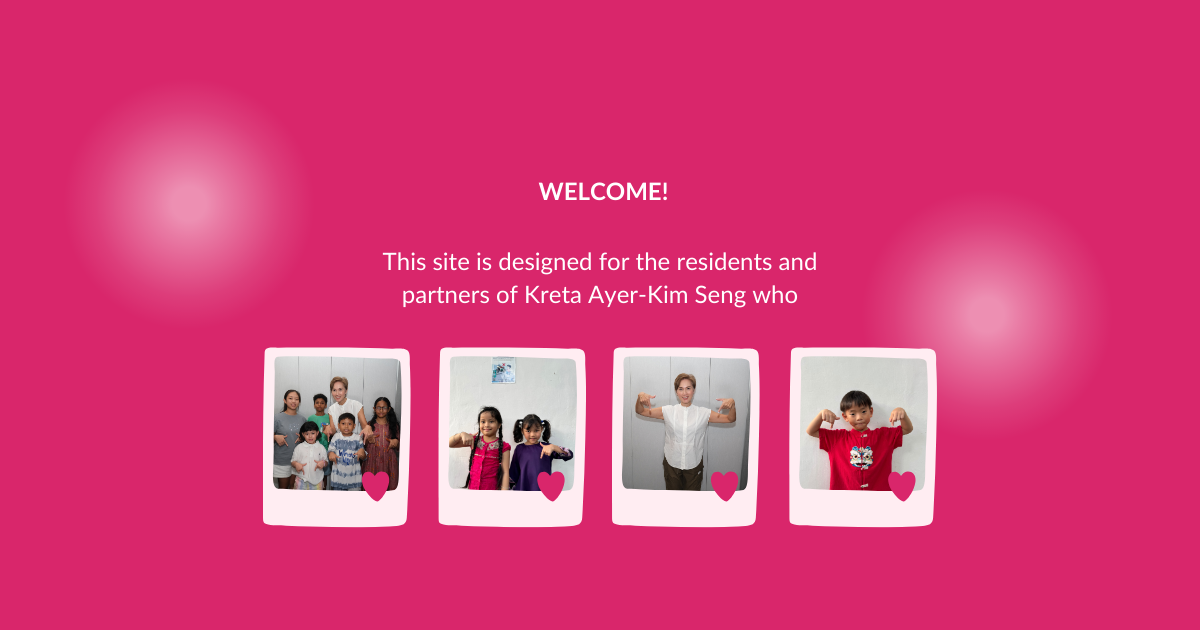 WELCOME!
This site is designed for the residents and
partners of Kreta Ayer-Kim Seng who